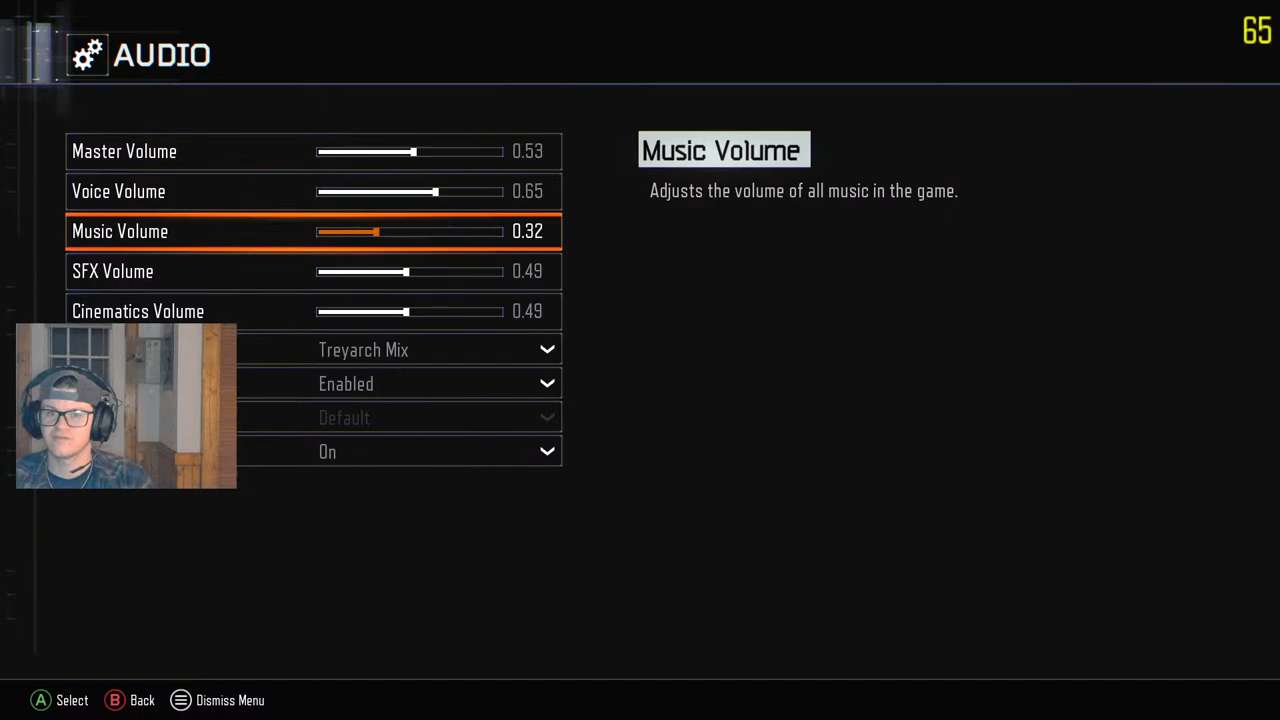 65
AUDIO
Master Volume 0.53
Voice Volume 0.65
Music Volume 0.32
SFX Volume 0.49
Cinematics Volume 0.49
Treyarch Mix
Enabled
Default
On
Music Volume
Adjusts the volume of all music in the game.
A Select B Back Dismiss Menu